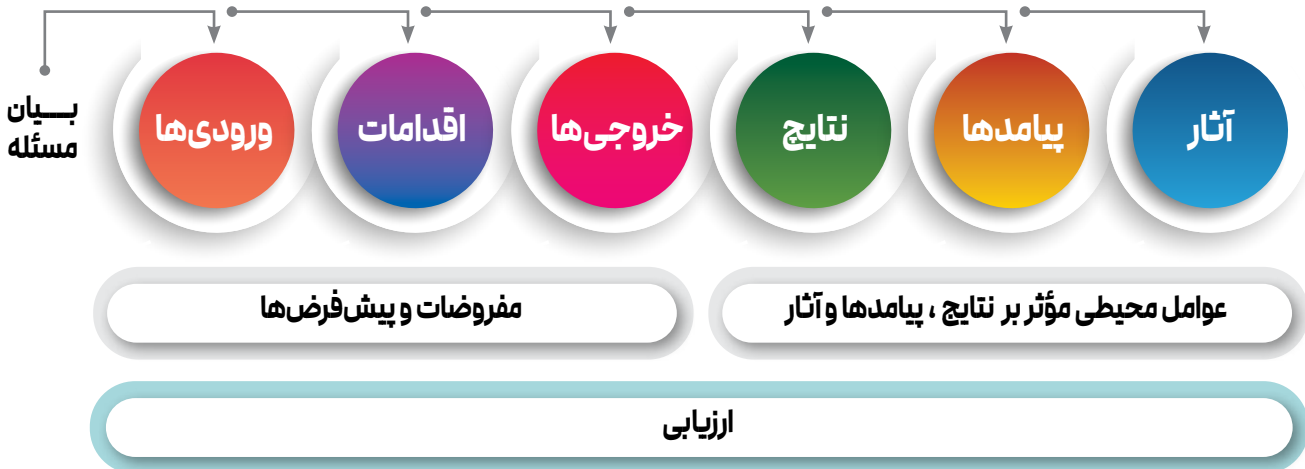 بـــیان
مسئله
ورودی‌ها
اقدامات
خروجی‌ها
نتایج
پیامدها
آثار
مفروضات و پیش‌فرض‌ها
عوامل محیطی مؤثر بر نتایج ، پیامدها و آثار
ارزیابی